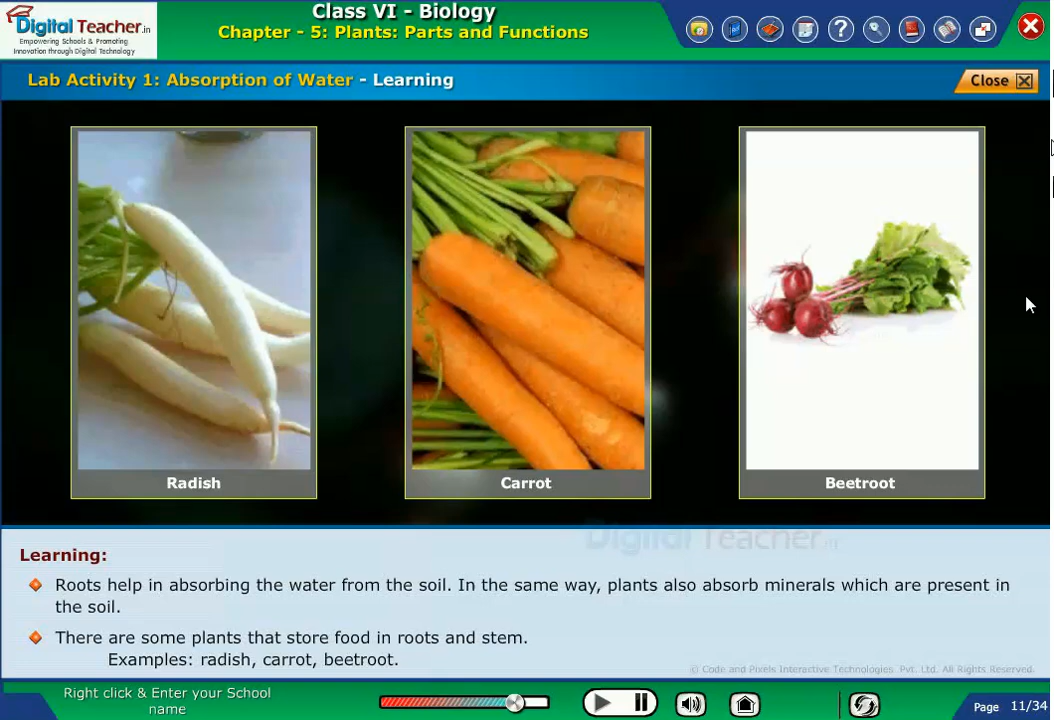 Digital Teacher.in
Empowering Schools & Promoting
Innovation through Digital Technology
Class VI - Biology
Chapter - 5: Plants: Parts and Functions
Lab Activity 1: Absorption of Water - Learning
Close
Radish
Carrot
Beetroot
Digital Teacher.in
Learning:
Roots help in absorbing the water from the soil. In the same way, plants also absorb minerals which are present in
the soil.
There are some plants that store food in roots and stem.
Examples: radish, carrot, beetroot.
© Code and Pixels Interactive Technologies. Pvt. Ltd. All Rights Reserved.
Right click & Enter your School
name
Page 11/34